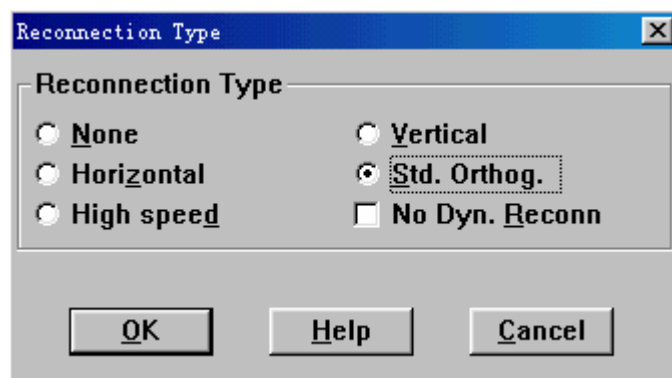 Reconnection Type
Reconnection Type
None
Vertical
Horizontal
Std. Orthog.
High speed
No Dyn. Reconn
OK
Help
Cancel